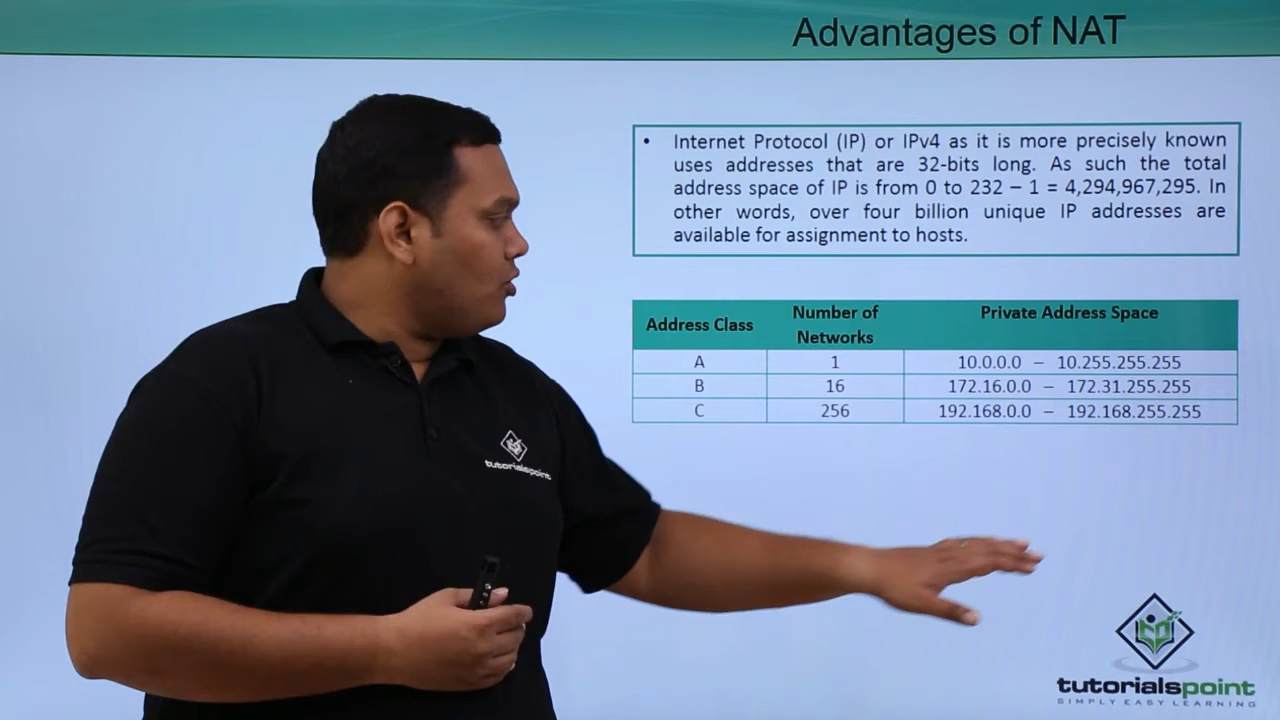 Advantages of NAT
• Internet Protocol (IP) or IPv4 as it is more precisely known
uses addresses that are 32-bits long. As such the total
address space of IP is from 0 to 232 – 1 = 4,294,967,295. In
other words, over four billion unique IP addresses are
available for assignment to hosts.
Address Class Number of Networks Private Address Space
A 1 10.0.0.0 – 10.255.255.255
B 16 172.16.0.0 – 172.31.255.255
C 256 192.168.0.0 – 192.168.255.255
tutorialspoint
tutorialspoint
SIMPLY EASY LEARNING